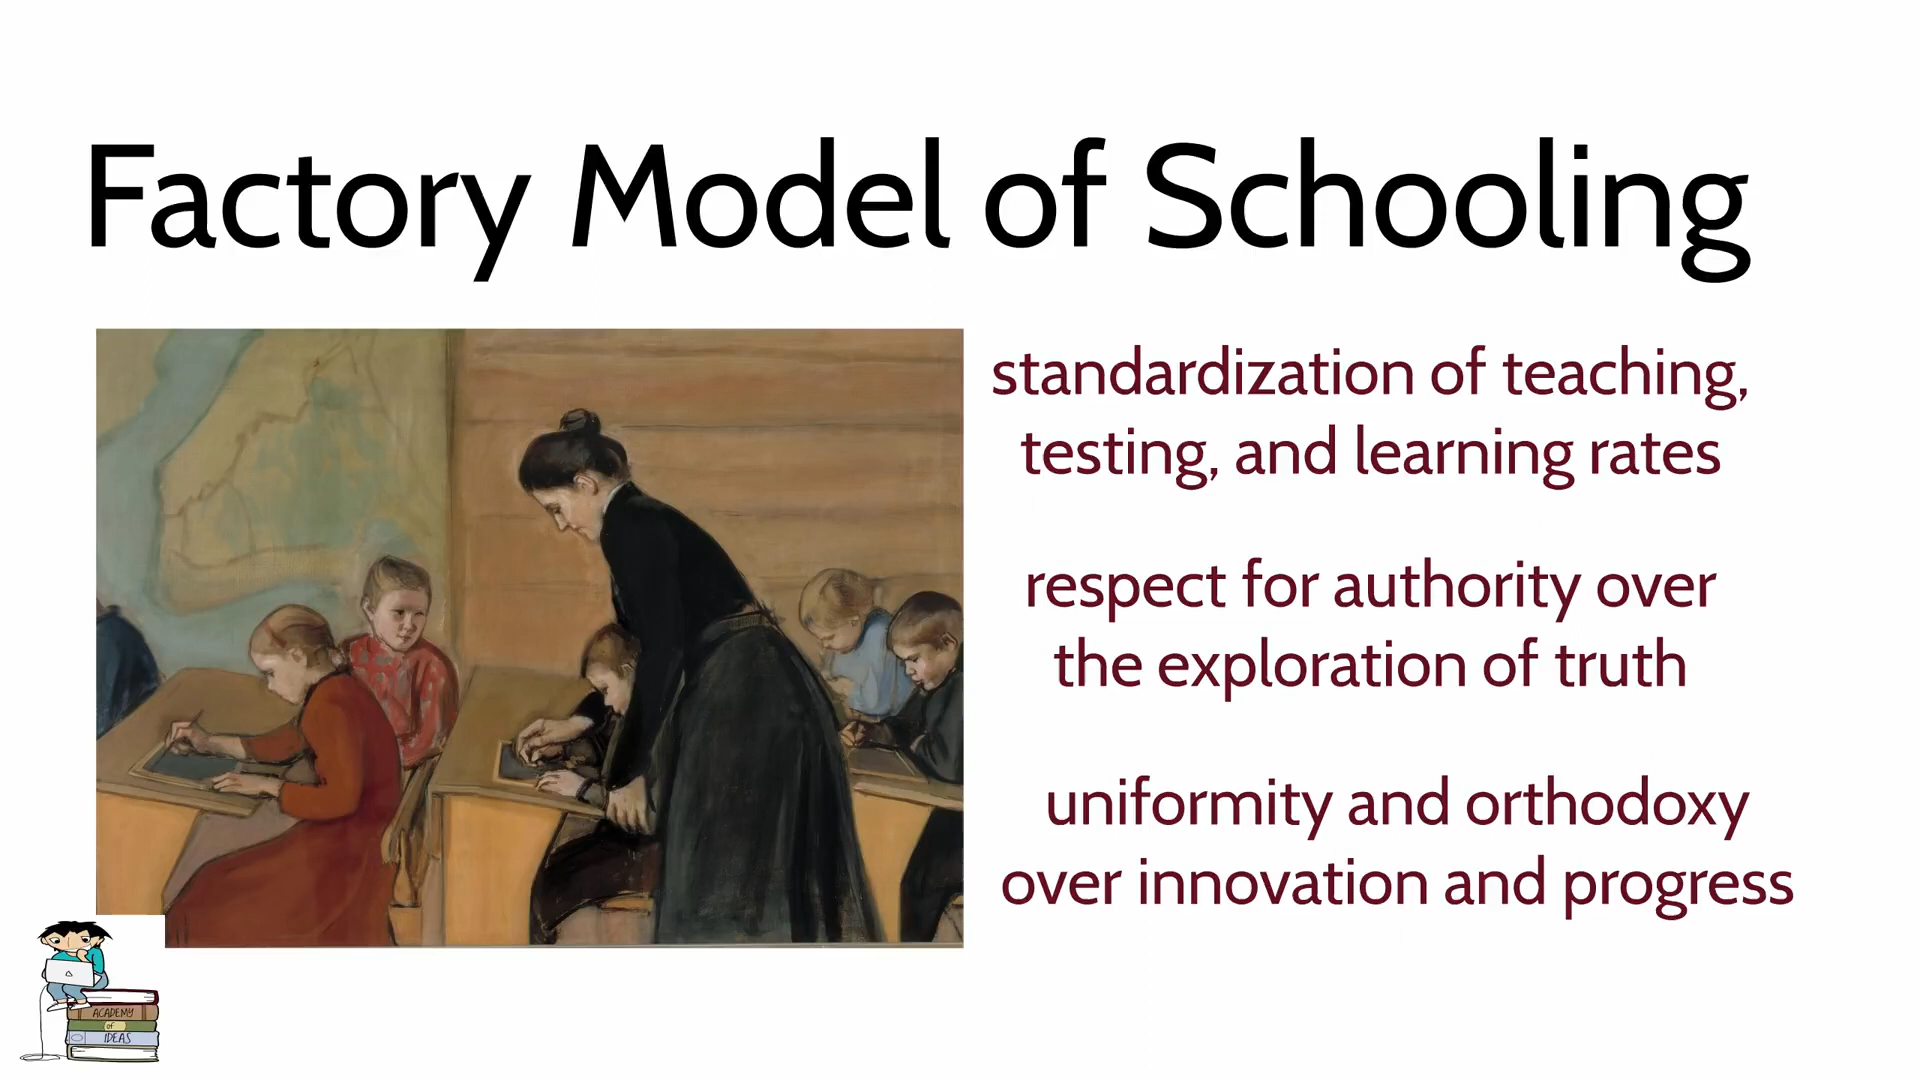 Factory Model of Schooling
standardization of teaching,
testing, and learning rates
respect for authority over
the exploration of truth
uniformity and orthodoxy
over innovation and progress
ACADEMY
of
IDEAS